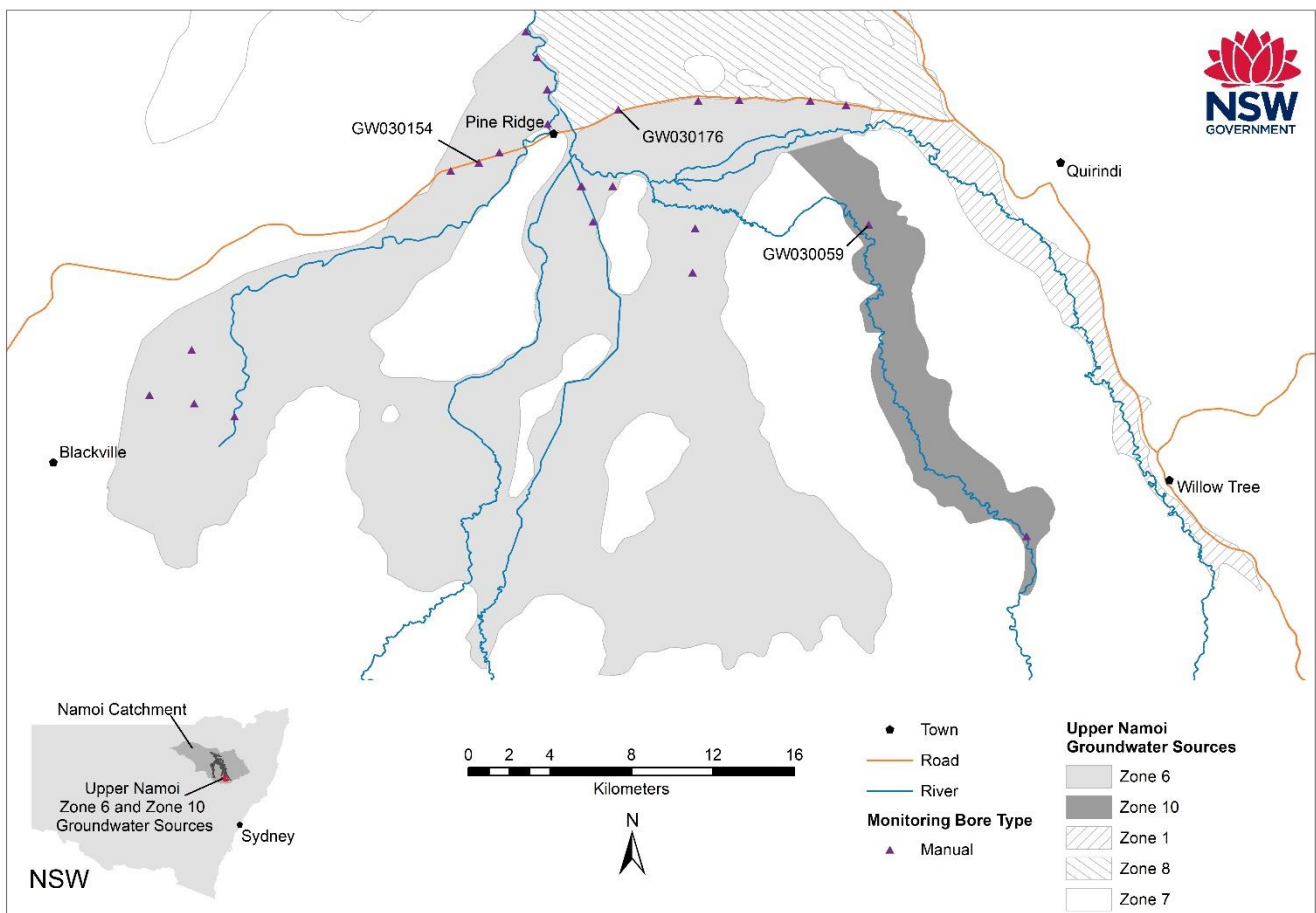 NSW
GOVERNMENT
GW030154
Pine Ridge
GW030176
Quirindi
GW030059
Blackville
Willow Tree
Namoi Catchment
Upper Namoi
Zone 6 and Zone 10
Groundwater Sources
Sydney
NSW
0 2 4 8 12 16
Kilometers
N
Town
Road
River
Monitoring Bore Type
Manual
Upper Namoi
Groundwater Sources
Zone 6
Zone 10
Zone 1
Zone 8
Zone 7